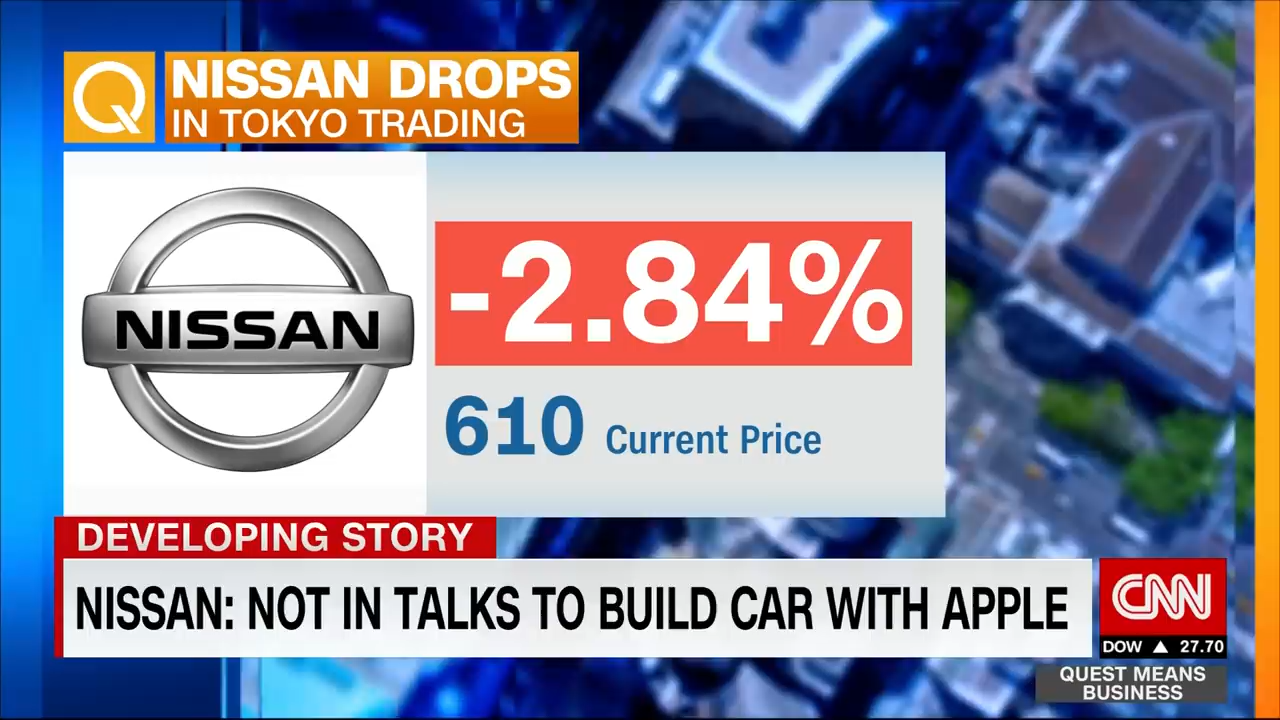 Q NISSAN DROPS
IN TOKYO TRADING
NISSAN
-2.84%
610 Current Price
DEVELOPING STORY
NISSAN: NOT IN TALKS TO BUILD CAR WITH APPLE
CNN
DOW ▲ 27.70
QUEST MEANS
BUSINESS